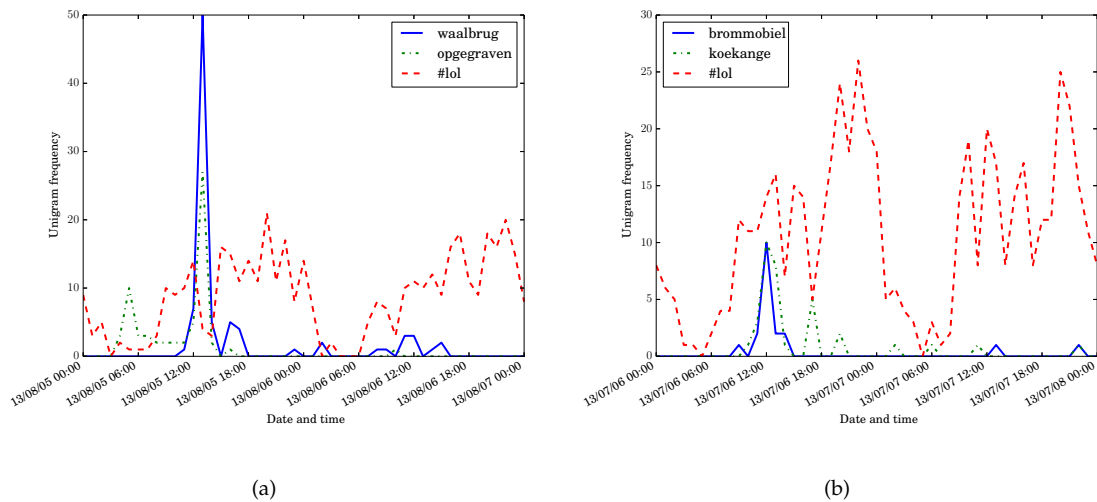 50
40
30
20
10
0
Unigram frequency
waalbrug
opgegraven
#lol
13/08/05 00:00
13/08/05 06:00
13/08/05 12:00
13/08/05 18:00
13/08/06 00:00
13/08/06 06:00
13/08/06 12:00
13/08/06 18:00
13/08/07 00:00
Date and time
(a)
30
25
20
15
10
5
0
Unigram frequency
brommobiel
koekange
#lol
13/07/06 00:00
13/07/06 06:00
13/07/06 12:00
13/07/06 18:00
13/07/07 00:00
13/07/07 06:00
13/07/07 12:00
13/07/07 18:00
13/07/08 00:00
Date and time
(b)